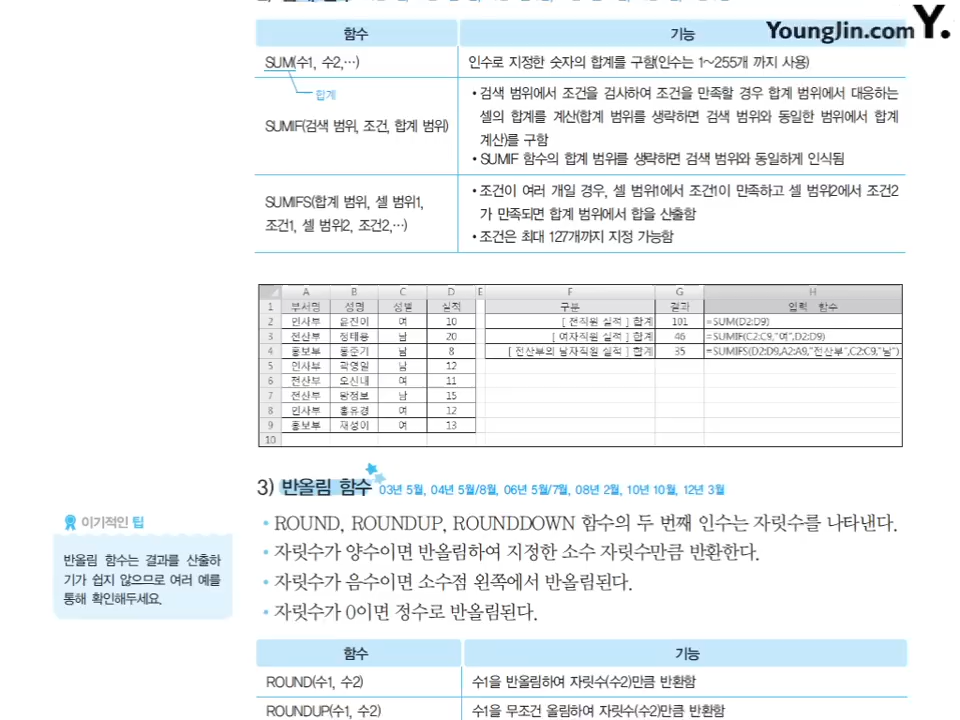 YoungJin.com Y.
함수 기능
SUM(수1, 수2,…) 인수로 지정한 숫자의 합계를 구함(인수는 1~255개 까지 사용)
합계
SUMIF(검색 범위, 조건, 합계 범위)
• 검색 범위에서 조건을 검사하여 조건을 만족할 경우 합계 범위에서 대응하는
셀의 합계를 계산(합계 범위를 생략하면 검색 범위와 동일한 범위에서 합계
계산)를 구함
• SUMIF 함수의 합계 범위를 생략하면 검색 범위와 동일하게 인식됨
SUMIFS(합계 범위, 셀 범위1,
조건1, 셀 범위2, 조건2,…)
• 조건이 여러 개일 경우, 셀 범위1에서 조건1이 만족하고 셀 범위2에서 조건2
가 만족되면 합계 범위에서 합을 산출함
• 조건은 최대 127개까지 지정 가능함
A B C D E F G H
1 부서명 성명 성별 실적 구분 결과 입력 함수
2 인사부 윤진이 여 10 [ 전직원 실적 ] 합계 101 =SUM(D2:D9)
3 전산부 정태용 남 20 [ 여자직원 실적 ] 합계 46 =SUMIF(C2:C9,"여",D2:D9)
4 홍보부 홍준기 남 8 [ 전산부의 남자직원 실적 ] 합계 35 =SUMIFS(D2:D9,A2:A9,"전산부",C2:C9,"남")
5 인사부 곽영일 남 12
6 전산부 오신내 여 11
7 전산부 왕정보 남 15
8 인사부 홍유경 여 12
9 홍보부 재성이 여 13
10
3) 반올림 함수 03년 5월, 04년 5월/8월, 06년 5월/7월, 08년 2월, 10년 10월, 12년 3월
이기적인 팁
반올림 함수는 결과를 산출하
기가 쉽지 않으므로 여러 예를
통해 확인해두세요.
• ROUND, ROUNDUP, ROUNDDOWN 함수의 두 번째 인수는 자릿수를 나타낸다.
• 자릿수가 양수이면 반올림하여 지정한 소수 자릿수만큼 반환한다.
• 자릿수가 음수이면 소수점 왼쪽에서 반올림된다.
• 자릿수가 0이면 정수로 반올림된다.
함수 기능
ROUND(수1, 수2) 수1을 반올림하여 자릿수(수2)만큼 반환함
ROUNDUP(수1, 수2) 수1을 무조건 올림하여 자릿수(수2)만큼 반환함